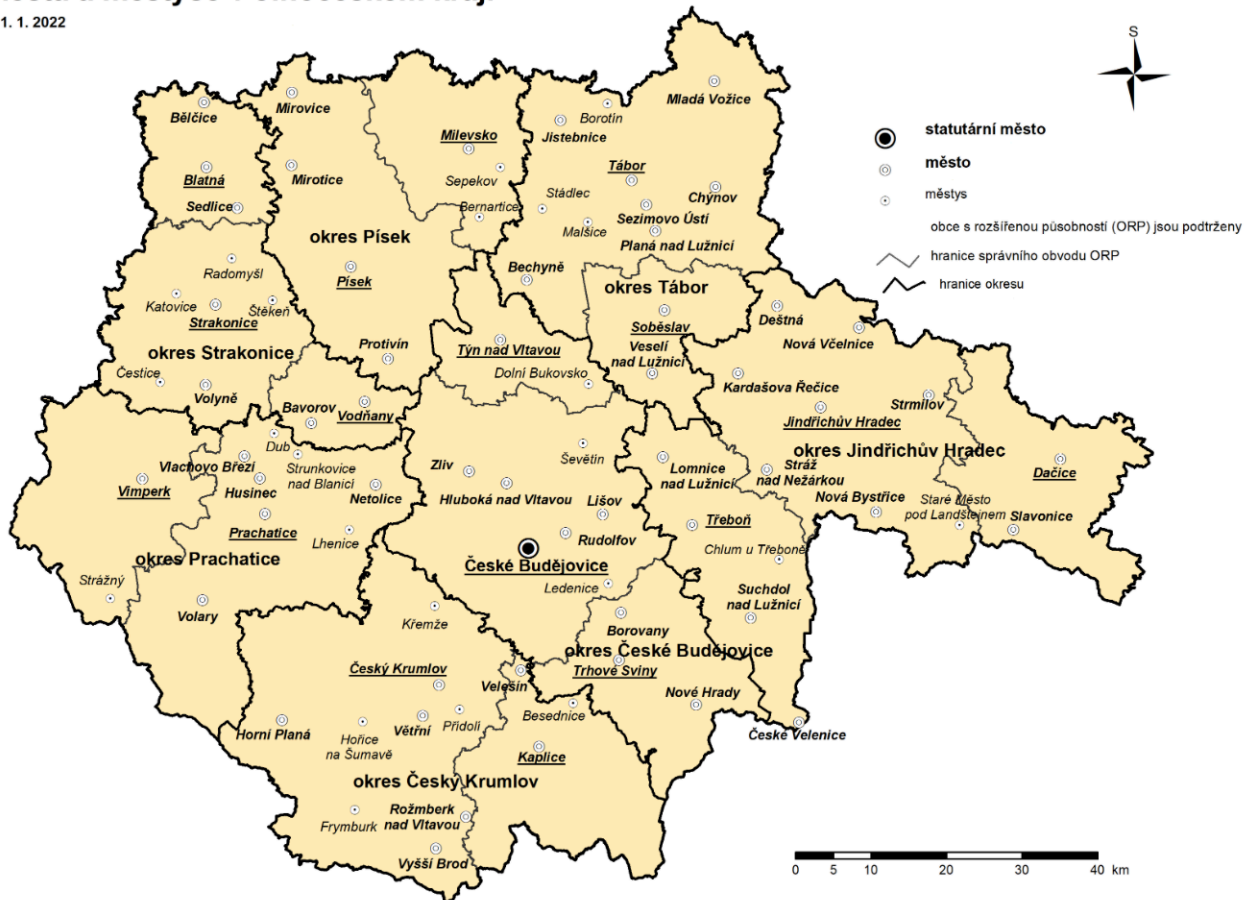 1. 1. 2022
S
statutární město
město
městys
obce s rozšířenou působností (ORP) jsou podtrženy
hranice správního obvodu ORP
hranice okresu
Bělčice
Mirovice
Milevsko
Borotín
Jistebnice
Mladá Vožice
Blatná
Mirotice
Sepekov
Tábor
Chýnov
Sedlice
Bernartice
Stádlec
Malšice
Sezimovo Ústí
Planá nad Lužnicí
okres Písek
Radomyšl
Písek
Bechyně
okres Tábor
Katovice
Štěkeň
Strakonice
Soběslav
Deštná
Nová Včelnice
okres Strakonice
Protivín
Týn nad Vltavou
Veselí
nad Lužnicí
Čestice
Volyně
Dolní Bukovsko
Kardašova Řečice
Strmilov
Bavorov
Vodňany
Jindřichův Hradec
okres Jindřichův Hradec
Dub
Vlachovo Březí
Strunkovice
nad Blanicí
Zliv
Ševětín
Lomnice
nad Lužnicí
Stráž
nad Nežárkou
Dačice
Vimperk
Husinec
Netolice
Hluboká nad Vltavou
Lišov
Nová Bystřice
Staré Město
pod Landštejnem
Slavonice
Prachatice
Lhenice
Rudolfov
Třeboň
Chlum u Třeboně
okres Prachatice
České Budějovice
Strážný
Ledenice
Suchdol
nad Lužnicí
Volary
Křemže
Borovany
okres České Budějovice
Český Krumlov
Velešín
Trhové Sviny
Nové Hrady
Horní Planá
Hořice
na Šumavě
Větřní
Přídolí
Besednice
České Velenice
Kaplice
okres Český Krumlov
Frymburk
Rožmberk
nad Vltavou
Vyšší Brod
0 5 10 20 30 40 km